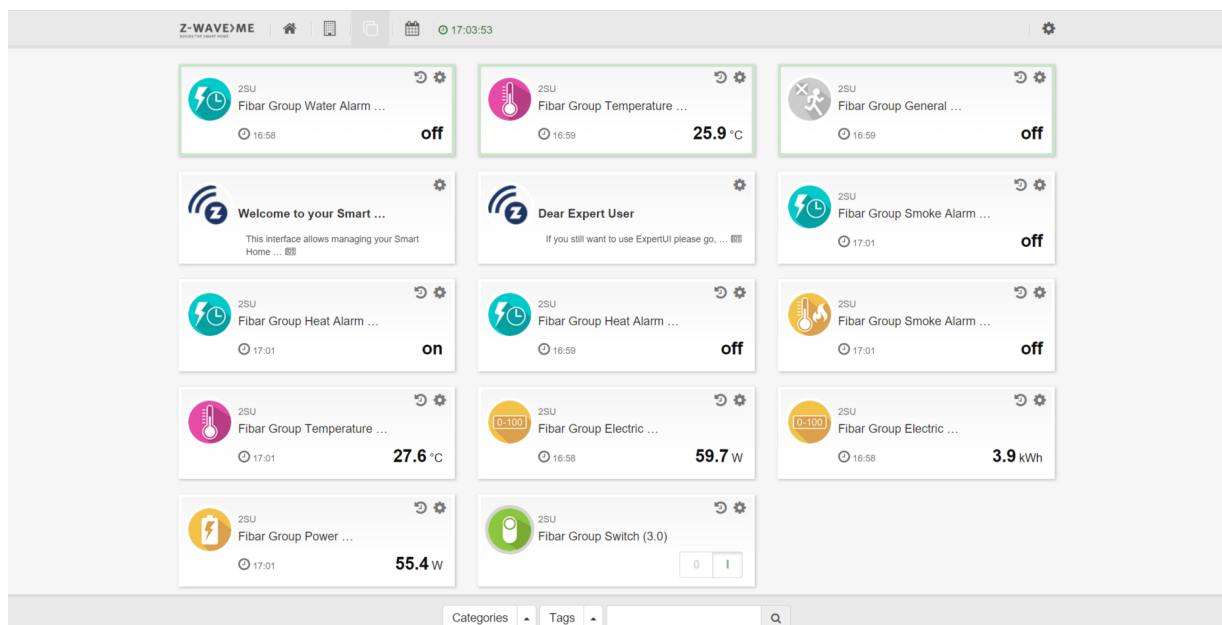 Z-WAVE>ME
17:03:53
2SU
Fibar Group Water Alarm ...
16:58
off
2SU
Fibar Group Temperature ...
16:59
25.9 °C
2SU
Fibar Group General ...
16:59
off
Welcome to your Smart ...
This interface allows managing your Smart
Home ...
Dear Expert User
If you still want to use ExpertUI please go, ...
2SU
Fibar Group Smoke Alarm ...
17:01
off
2SU
Fibar Group Heat Alarm ...
17:01
on
2SU
Fibar Group Heat Alarm ...
16:59
off
2SU
Fibar Group Smoke Alarm ...
17:01
off
2SU
Fibar Group Temperature ...
17:01
27.6 °C
0-100
2SU
Fibar Group Electric ...
16:58
59.7 W
0-100
2SU
Fibar Group Electric ...
16:58
3.9 kWh
2SU
Fibar Group Power ...
17:01
55.4 W
2SU
Fibar Group Switch (3.0)
0 I
Categories Tags